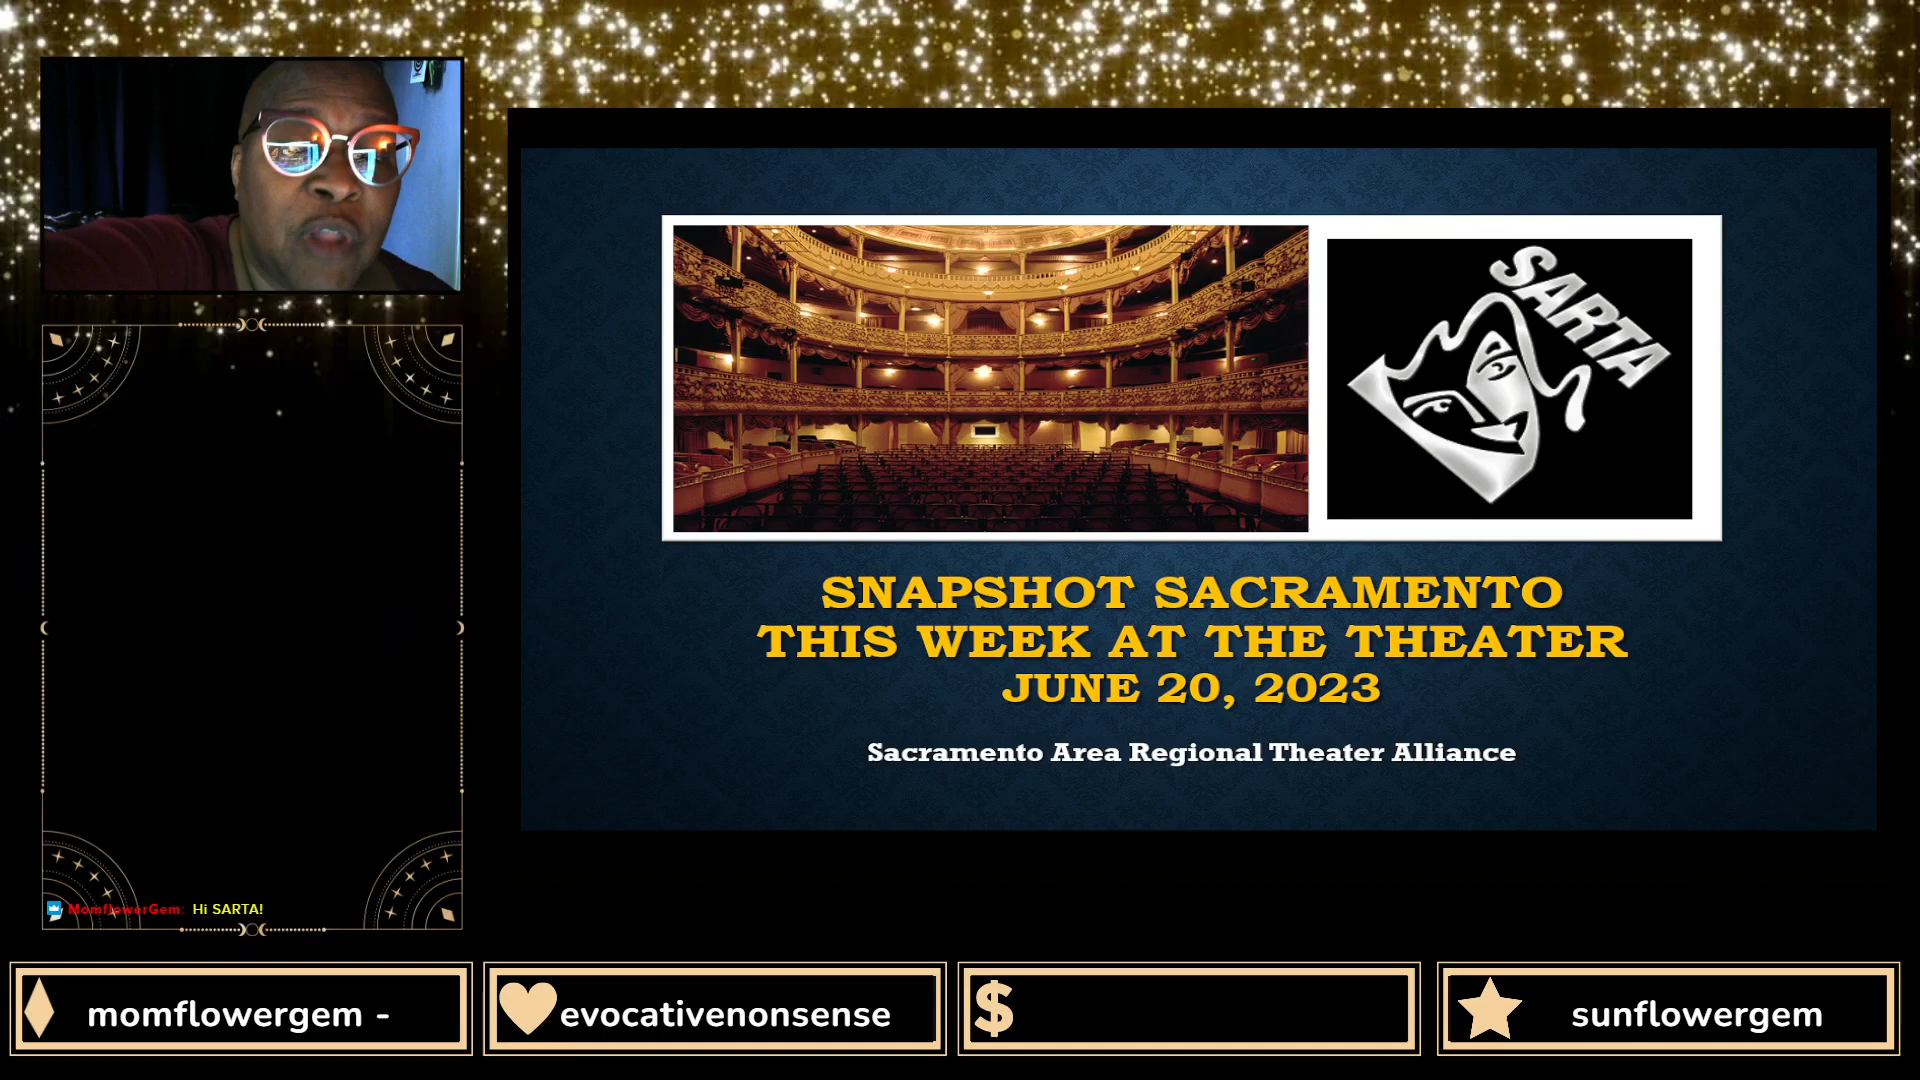 SARTA
SNAPSHOT SACRAMENTO
THIS WEEK AT THE THEATER
JUNE 20, 2023
Sacramento Area Regional Theater Alliance
MomflowerGem: Hi SARTA!
momflowergem -
evocativenonsense
$
sunflowergem